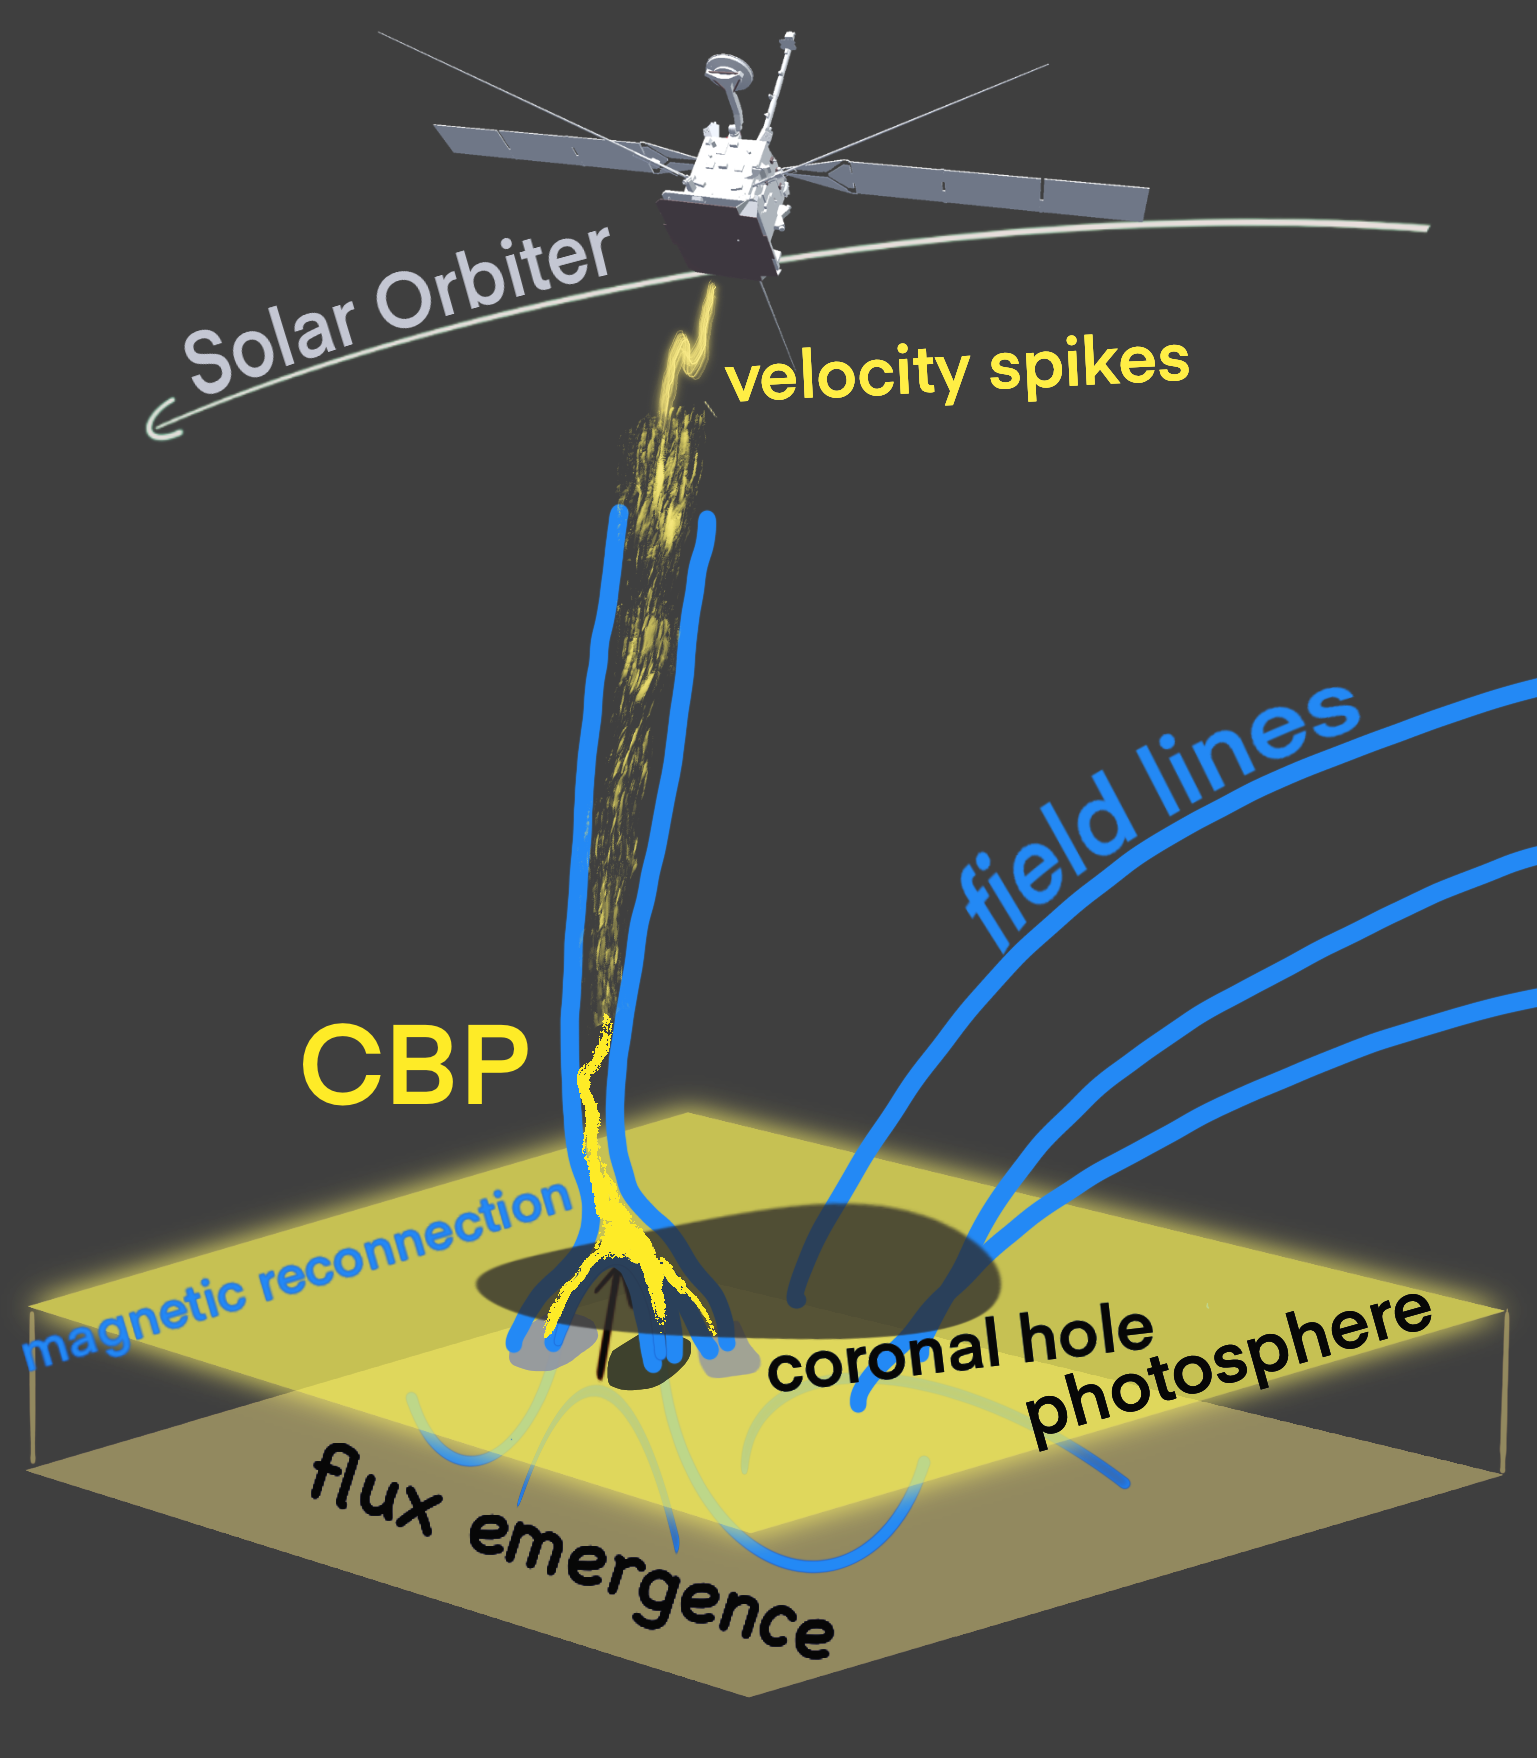 Solar Orbiter
velocity spikes
field lines
CBP
magnetic reconnection
coronal hole
photosphere
flux emergence